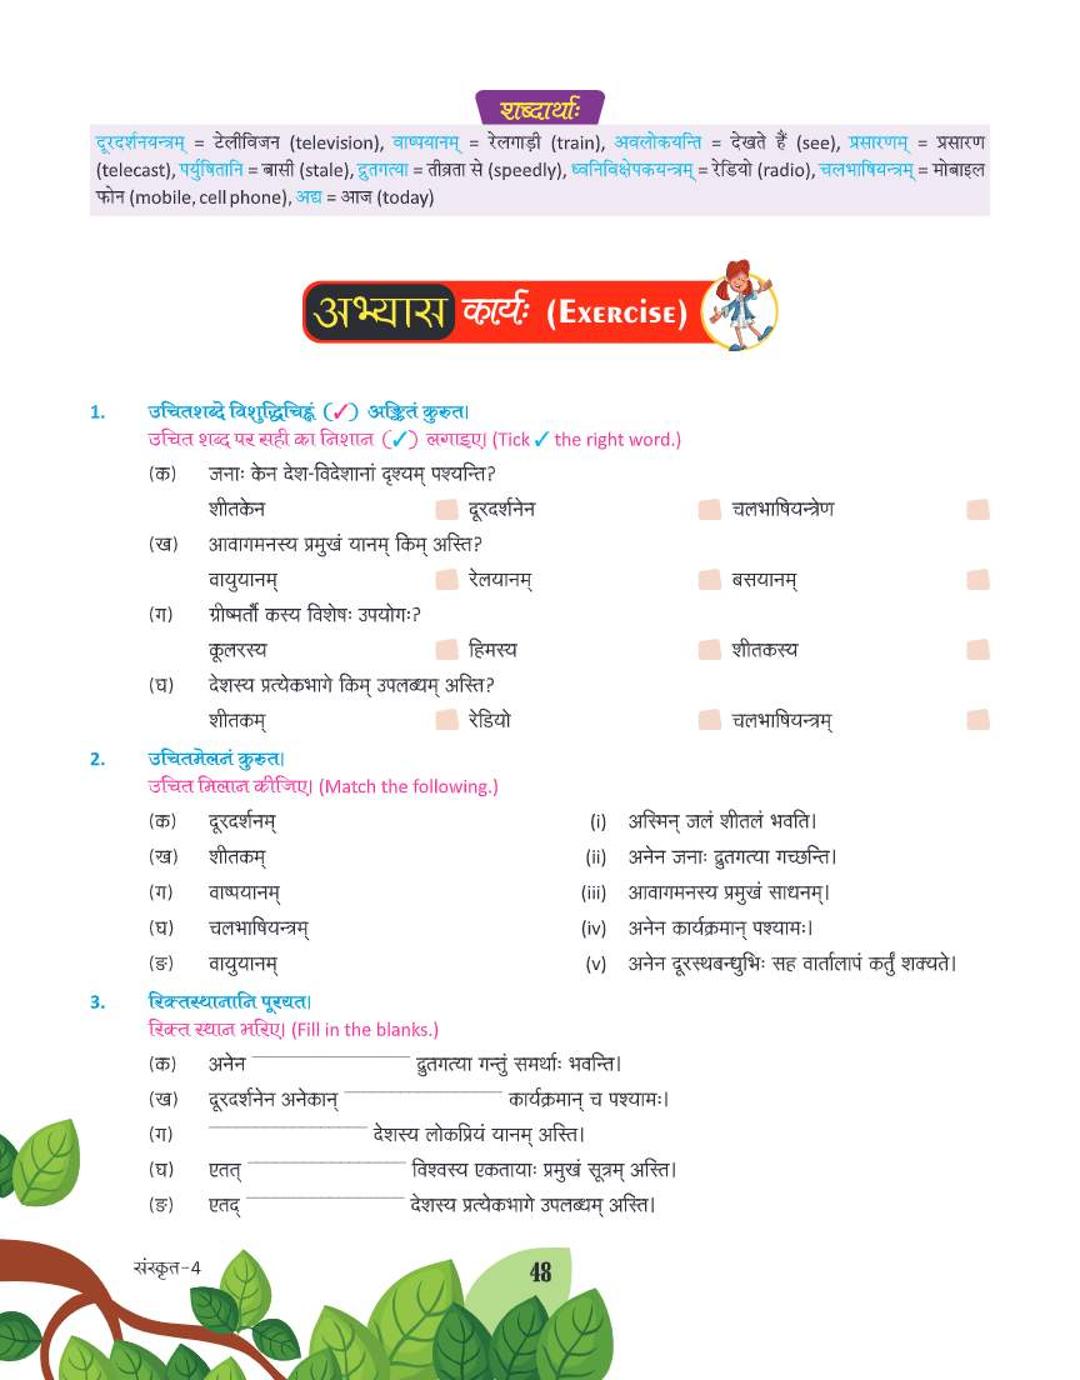 शब्दार्थाः
दूरदर्शनयन्त्रम् = टेलीविजन (television), वाष्पयानम् = रेलगाड़ी (train), अवलोकयन्ति = देखते हैं (see), प्रसारणम् = प्रसारण
(telecast), पर्युषितानि = बासी (stale), द्रुतगत्या = तीव्रता से (speedly), ध्वनिविक्षेपकयन्त्रम् = रेडियो (radio), चलभाषियन्त्रम् = मोबाइल
फोन (mobile, cell phone), अद्य = आज (today)
अभ्यास कार्यः (Exercise)
1. उचितशब्दे विशुद्धिचिह्नं (✓) अङ्कितं कुरुत।
उचित शब्द पर सही का निशान (✓) लगाइए। (Tick ✓ the right word.)
(क) जनाः केन देश-विदेशानां दृश्यम् पश्यन्ति?
शीतकेन दूरदर्शनेन चलभाषियन्त्रेण
(ख) आवागमनस्य प्रमुखं यानम् किम् अस्ति?
वायुयानम् रेलयानम् बसयानम्
(ग) ग्रीष्मर्तौ कस्य विशेषः उपयोगः?
कूलरस्य हिमस्य शीतकस्य
(घ) देशस्य प्रत्येकभागे किम् उपलब्धम् अस्ति?
शीतकम् रेडियो चलभाषियन्त्रम्
2. उचितमेलनं कुरुत।
उचित मिलान कीजिए। (Match the following.)
(क) दूरदर्शनम् (i) अस्मिन् जलं शीतलं भवति।
(ख) शीतकम् (ii) अनेन जनाः द्रुतगत्या गच्छन्ति।
(ग) वाष्पयानम् (iii) आवागमनस्य प्रमुखं साधनम्।
(घ) चलभाषियन्त्रम् (iv) अनेन कार्यक्रमान् पश्यामः।
(ङ) वायुयानम् (v) अनेन दूरस्थबन्धुभिः सह वार्तालापं कर्तुं शक्यते।
3. रिक्तस्थानानि पूरयत।
रिक्त स्थान भरिए। (Fill in the blanks.)
(क) अनेन ____________ द्रुतगत्या गन्तुं समर्थाः भवन्ति।
(ख) दूरदर्शनेन अनेकान् ____________ कार्यक्रमान् च पश्यामः।
(ग) ____________ देशस्य लोकप्रियं यानम् अस्ति।
(घ) एतत् ____________ विश्वस्य एकतायाः प्रमुखं सूत्रम् अस्ति।
(ङ) एतद् ____________ देशस्य प्रत्येकभागे उपलब्धम् अस्ति।
संस्कृत-4 48